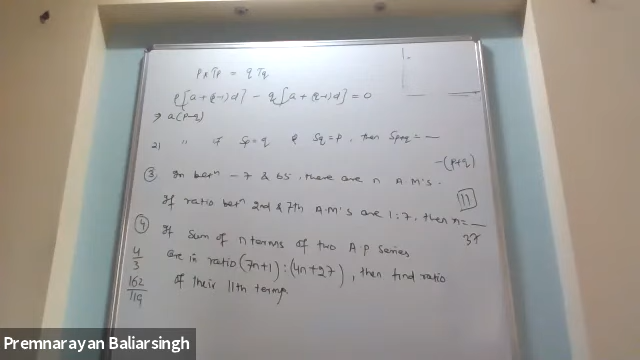 p × Tp = q Tq
p[a+(p-1)d] - q[a+(q-1)d] = 0
⇒ a(p-q)
2) " If Sp = q & Sq = p, then Sp+q = —
-(p+q)
③ In betⁿ -7 & 65, there are n A.M's.
If ratio betⁿ 2nd & 7th A.M's are 1:7, then n = __
11
37
④ If Sum of n terms of two A.P series
are in ratio (7n+1) : (4n+27), then find ratio
of their 11th terms
4/3
162/119
Premnarayan Baliarsingh